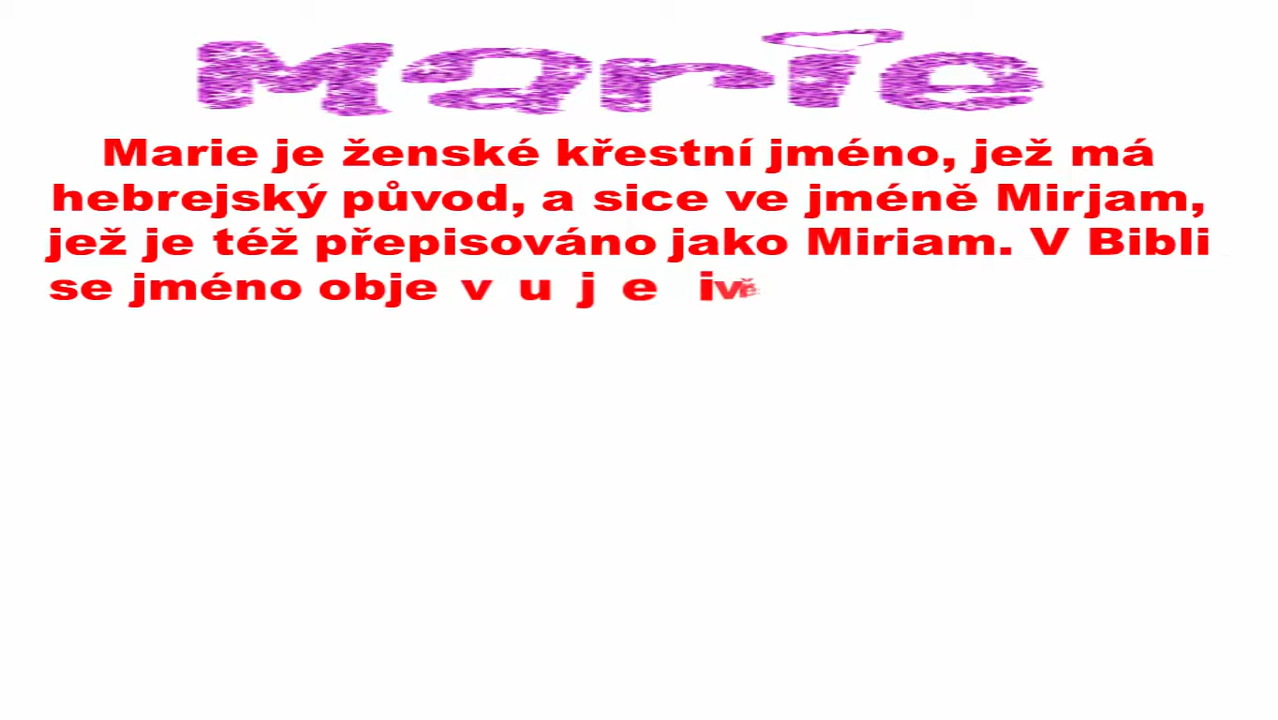 Marie
Marie je ženské křestní jméno, jež má
hebrejský původ, a sice ve jméně Mirjam,
jež je též přepisováno jako Miriam. V Bibli
se jméno objevuje i